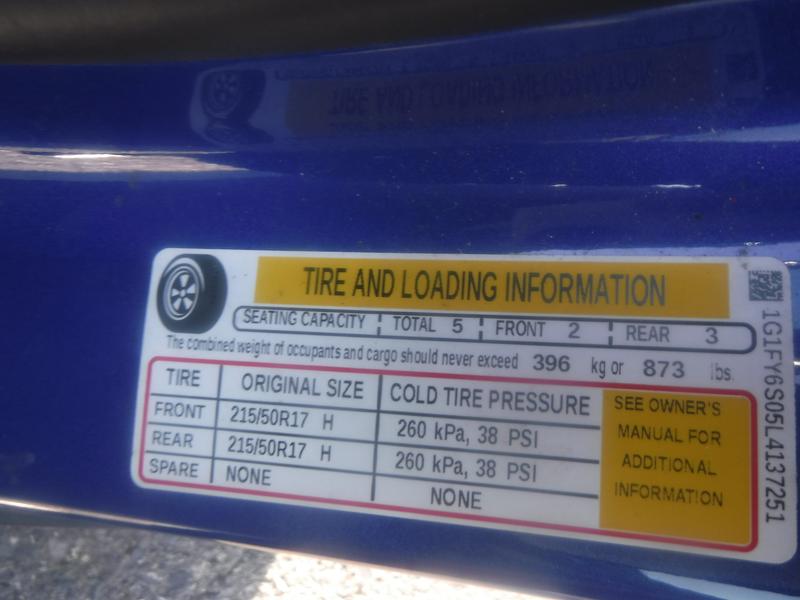 TIRE AND LOADING INFORMATION
SEATING CAPACITY TOTAL 5 FRONT 2 REAR 3
The combined weight of occupants and cargo should never exceed 396 kg or 873 lbs.
TIRE ORIGINAL SIZE COLD TIRE PRESSURE
FRONT 215/50R17 H 260 kPa, 38 PSI
REAR 215/50R17 H 260 kPa, 38 PSI
SPARE NONE NONE
SEE OWNER'S
MANUAL FOR
ADDITIONAL
INFORMATION
1G1FY6S05L4137251